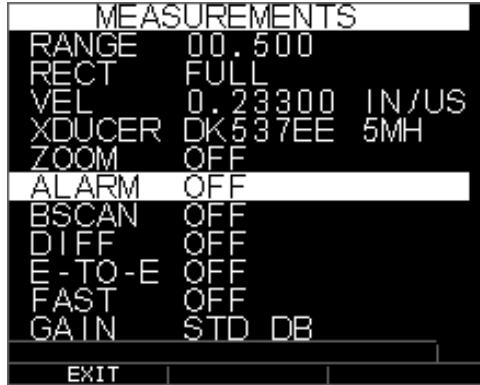 MEASUREMENTS
RANGE 00.500
RECT FULL
VEL 0.23300 IN/US
XDUCER DK537EE 5MH
ZOOM OFF
ALARM OFF
BSCAN OFF
DIFF OFF
E-TO-E OFF
FAST OFF
GAIN STD DB
EXIT